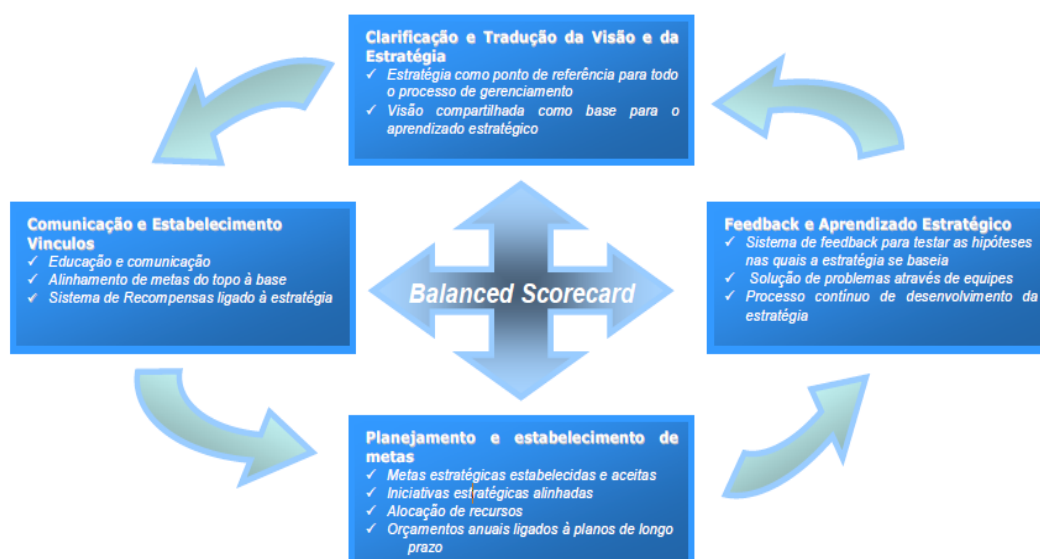 Clarificação e Tradução da Visão e da
Estratégia
✓ Estratégia como ponto de referência para todo
o processo de gerenciamento
✓ Visão compartilhada como base para o
aprendizado estratégico
Comunicação e Estabelecimento
Vinculos
✓ Educação e comunicação
✓ Alinhamento de metas do topo à base
✓ Sistema de Recompensas ligado à estratégia
Balanced Scorecard
Feedback e Aprendizado Estratégico
✓ Sistema de feedback para testar as hipóteses
nas quais a estratégia se baseia
✓ Solução de problemas através de equipes
✓ Processo contínuo de desenvolvimento da
estratégia
Planejamento e estabelecimento de
metas
✓ Metas estratégicas estabelecidas e aceitas
✓ Iniciativas estratégicas alinhadas
✓ Alocação de recursos
✓ Orçamentos anuais ligados à planos de longo
prazo